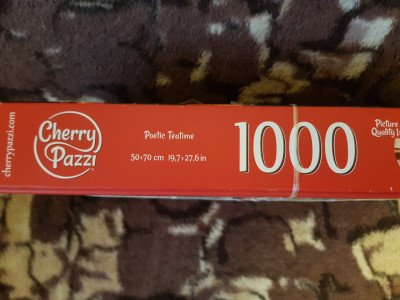 cherrypazzi.com
Cherry
Pazzi
Poetic Teatime
50×70 cm 19,7×27,6 in
1000
Picture
Quality